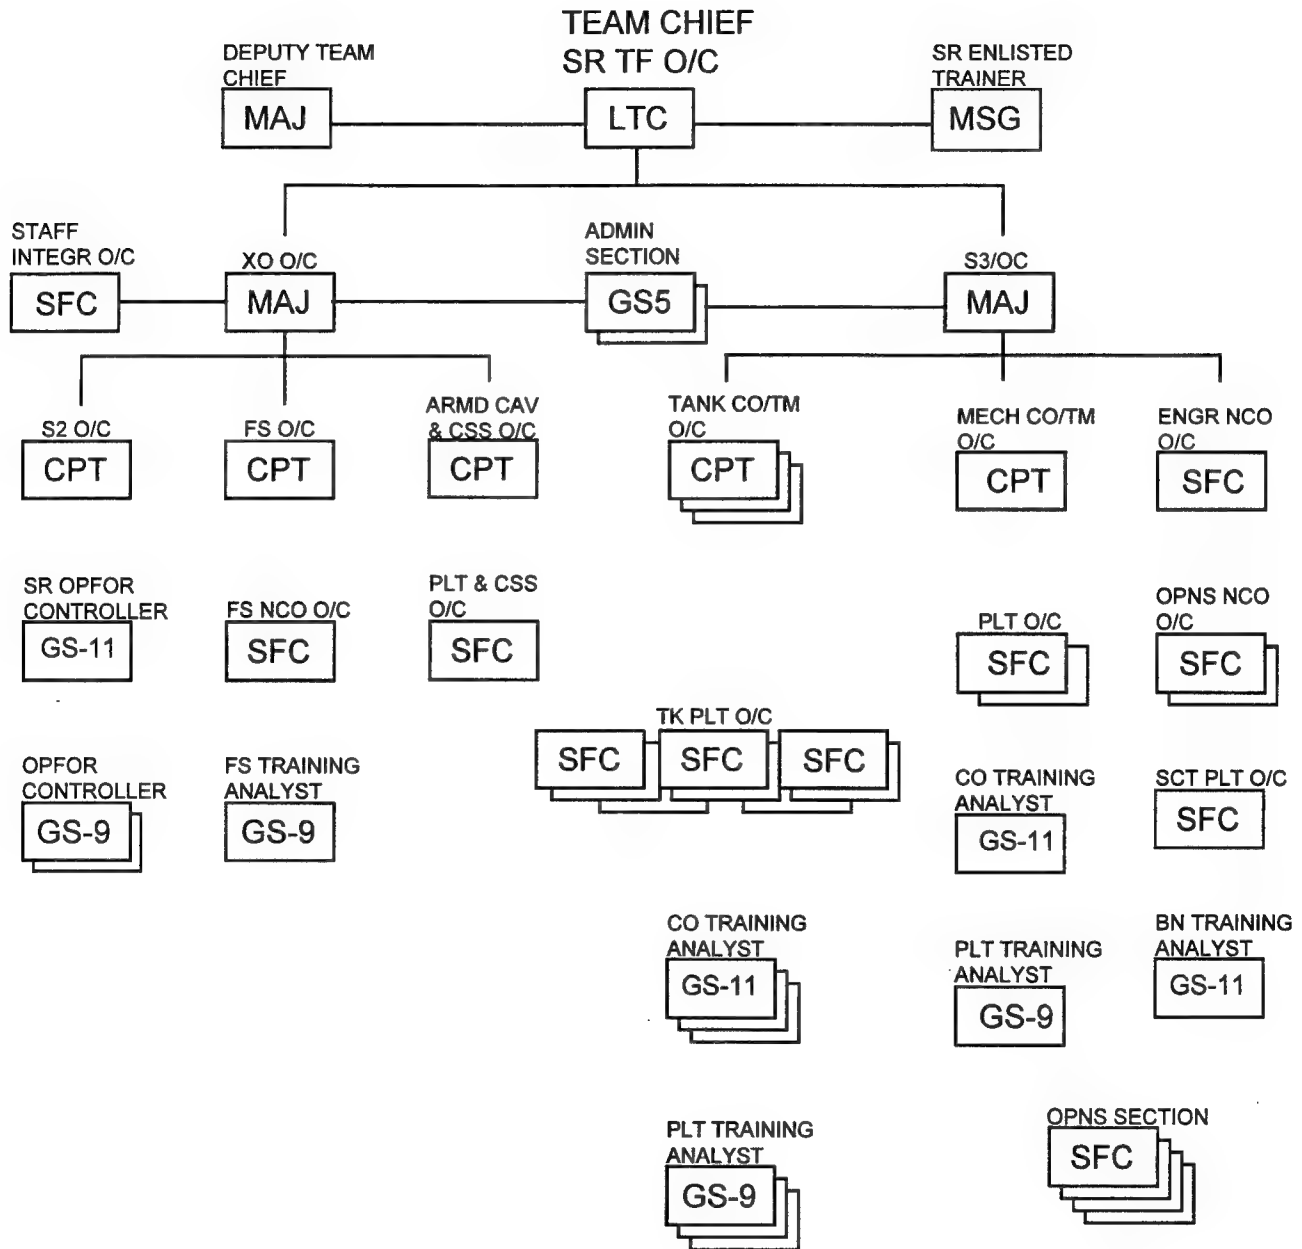 TEAM CHIEF
SR TF O/C
DEPUTY TEAM
CHIEF
MAJ
LTC
SR ENLISTED
TRAINER
MSG
STAFF
INTEGR O/C
SFC
XO O/C
MAJ
ADMIN
SECTION
GS5
S3/OC
MAJ
S2 O/C
CPT
FS O/C
CPT
ARMD CAV
& CSS O/C
CPT
TANK CO/TM
O/C
CPT
MECH CO/TM
O/C
CPT
ENGR NCO
O/C
SFC
SR OPFOR
CONTROLLER
GS-11
FS NCO O/C
SFC
PLT & CSS
O/C
SFC
PLT O/C
SFC
OPNS NCO
O/C
SFC
TK PLT O/C
SFC
SFC
SFC
OPFOR
CONTROLLER
GS-9
FS TRAINING
ANALYST
GS-9
CO TRAINING
ANALYST
GS-11
SCT PLT O/C
SFC
CO TRAINING
ANALYST
GS-11
PLT TRAINING
ANALYST
GS-9
BN TRAINING
ANALYST
GS-11
PLT TRAINING
ANALYST
GS-9
OPNS SECTION
SFC